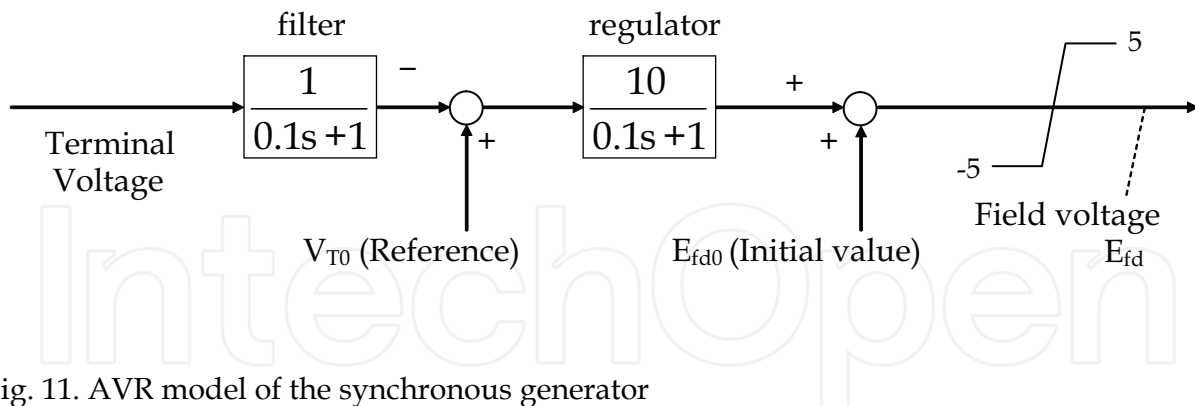 filter
regulator
1
0.1s +1
−
+
10
0.1s +1
+
+
5
-5
Terminal
Voltage
V_T0 (Reference)
E_fd0 (Initial value)
Field voltage
E_fd
IntechOpen
ig. 11. AVR model of the synchronous generator